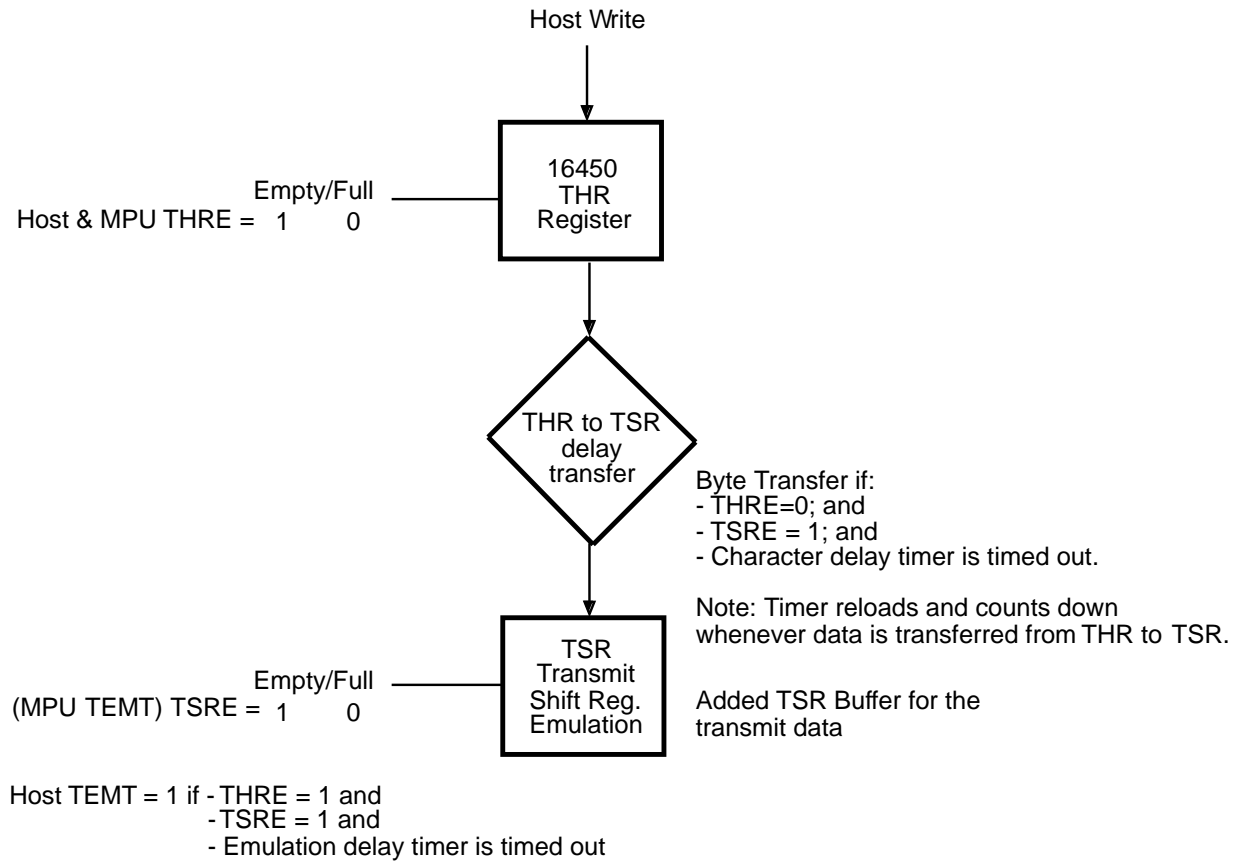 Host Write
16450
THR
Register
Empty/Full
Host & MPU THRE = 1 0
THR to TSR
delay
transfer
Byte Transfer if:
- THRE=0; and
- TSRE = 1; and
- Character delay timer is timed out.
Note: Timer reloads and counts down
whenever data is transferred from THR to TSR.
TSR
Transmit
Shift Reg.
Emulation
Empty/Full
(MPU TEMT) TSRE = 1 0
Added TSR Buffer for the
transmit data
Host TEMT = 1 if - THRE = 1 and
- TSRE = 1 and
- Emulation delay timer is timed out